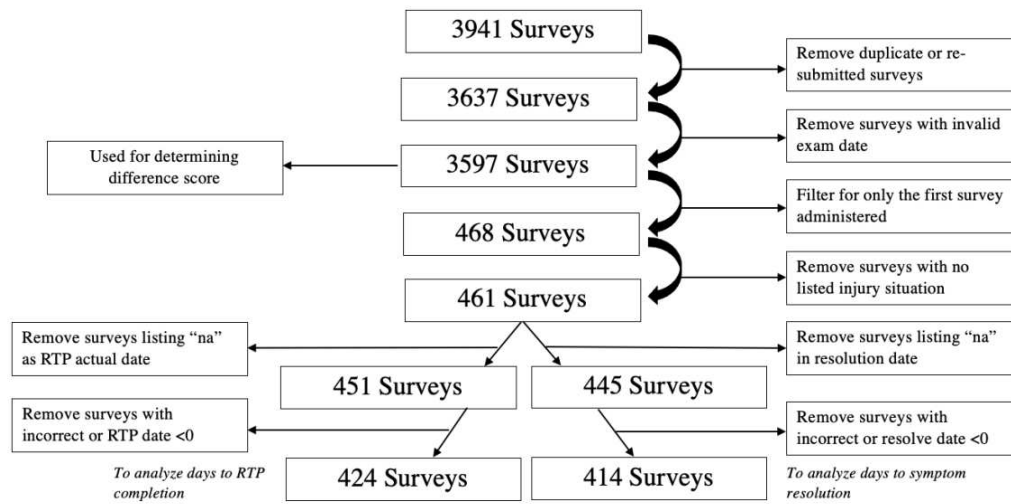 3941 Surveys
Remove duplicate or re-
submitted surveys
3637 Surveys
Remove surveys with invalid
exam date
Used for determining
difference score
3597 Surveys
Filter for only the first survey
administered
468 Surveys
Remove surveys with no
listed injury situation
461 Surveys
Remove surveys listing “na”
as RTP actual date
Remove surveys listing “na”
in resolution date
451 Surveys
445 Surveys
Remove surveys with
incorrect or RTP date <0
Remove surveys with
incorrect or resolve date <0
To analyze days to RTP
completion
424 Surveys
414 Surveys
To analyze days to symptom
resolution